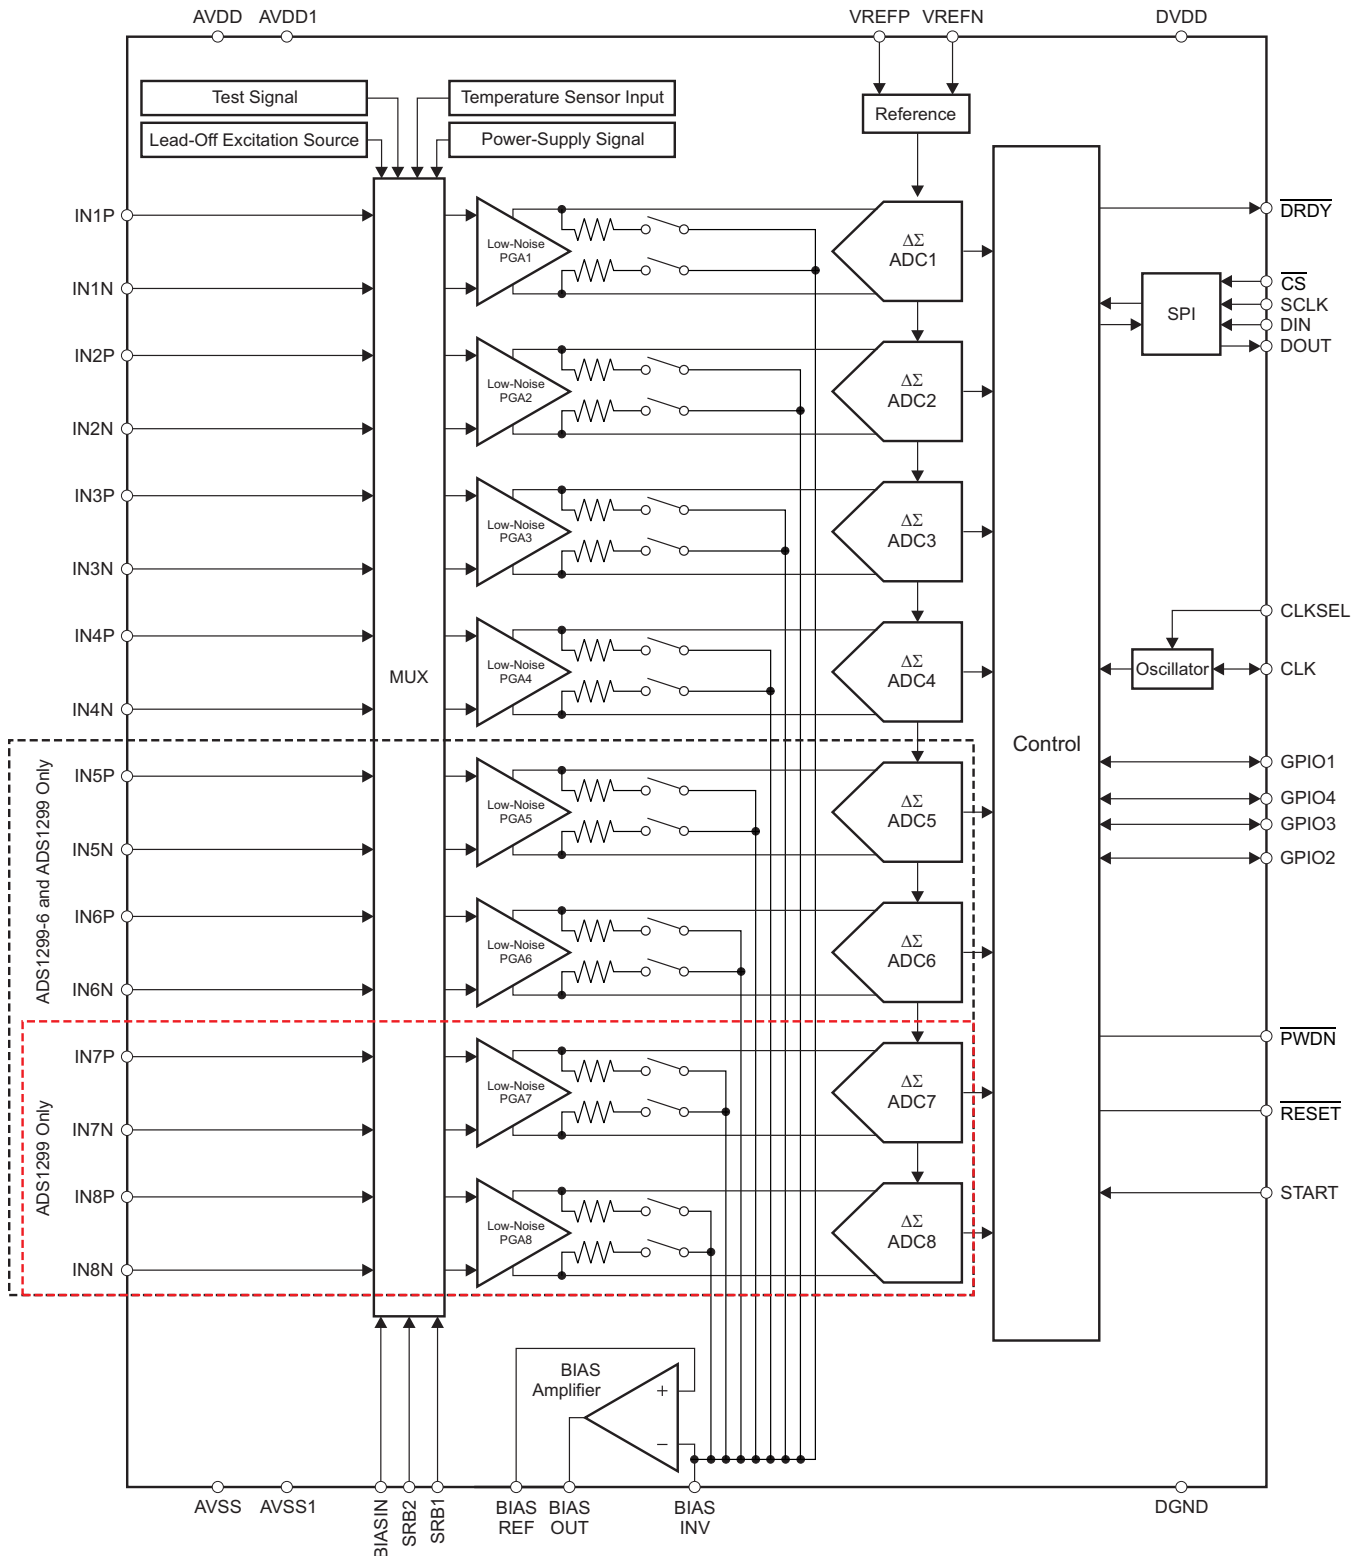 AVDD AVDD1 VREFP VREFN DVDD
Test Signal
Temperature Sensor Input
Lead-Off Excitation Source
Power-Supply Signal
Reference
IN1P
IN1N
IN2P
IN2N
IN3P
IN3N
IN4P
IN4N
IN5P
IN5N
IN6P
IN6N
IN7P
IN7N
IN8P
IN8N
ADS1299-6 and ADS1299 Only
ADS1299 Only
MUX
Low-Noise
PGA1
Low-Noise
PGA2
Low-Noise
PGA3
Low-Noise
PGA4
Low-Noise
PGA5
Low-Noise
PGA6
Low-Noise
PGA7
Low-Noise
PGA8
ΔΣ
ADC1
ΔΣ
ADC2
ΔΣ
ADC3
ΔΣ
ADC4
ΔΣ
ADC5
ΔΣ
ADC6
ΔΣ
ADC7
ΔΣ
ADC8
Control
DRDY
SPI
CS
SCLK
DIN
DOUT
CLKSEL
Oscillator
CLK
GPIO1
GPIO4
GPIO3
GPIO2
PWDN
RESET
START
BIAS
Amplifier
+
−
AVSS AVSS1
BIASIN
SRB2
SRB1
BIAS
REF
BIAS
OUT
BIAS
INV
DGND